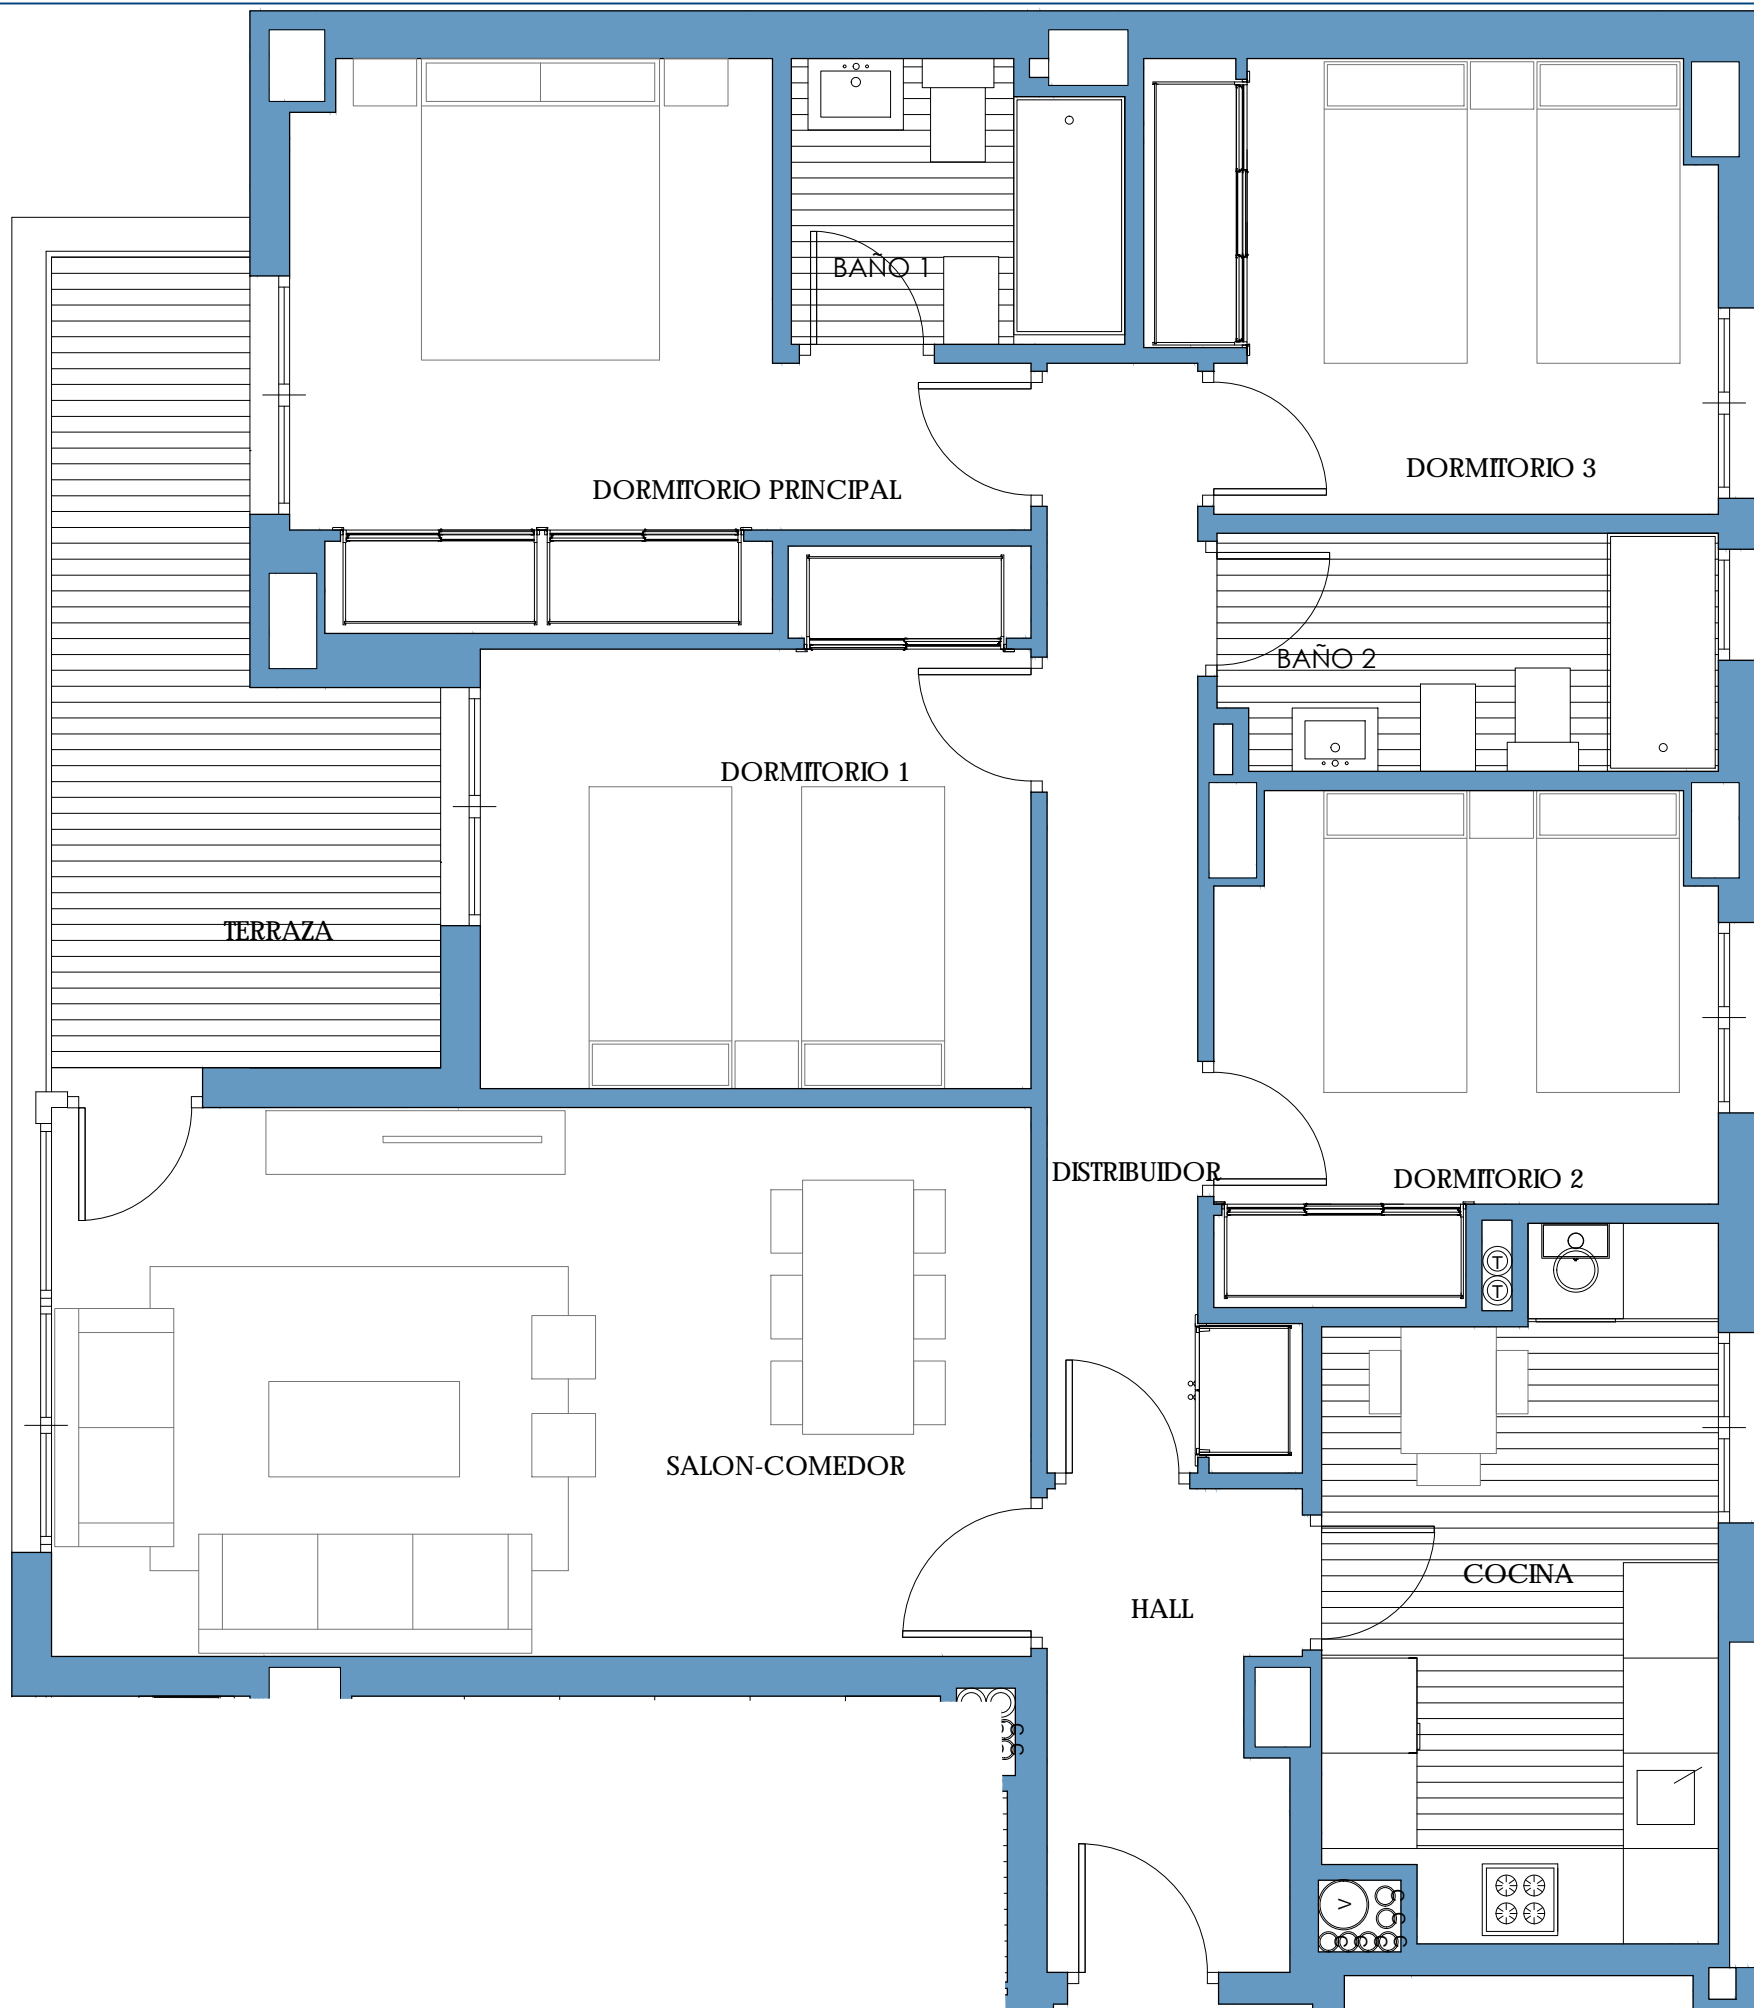 BAÑO 1
DORMITORIO 3
DORMITORIO PRINCIPAL
BAÑO 2
DORMITORIO 1
TERRAZA
DISTRIBUIDOR
DORMITORIO 2
T
T
SALON-COMEDOR
COCINA
HALL
C
C
V
C
C
C C C C